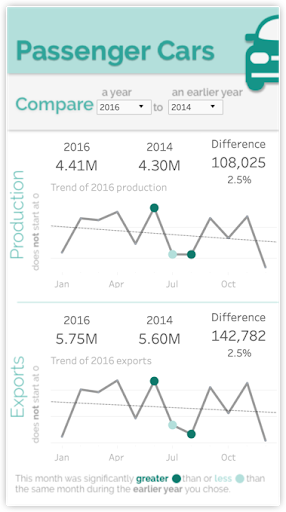 Passenger Cars
a year an earlier year
Compare 2016 to 2014
2016 2014 Difference
4.41M 4.30M 108,025
2.5%
Trend of 2016 production
Production
does not start at 0
Jan Apr Jul Oct
2016 2014 Difference
5.75M 5.60M 142,782
2.5%
Trend of 2016 exports
Exports
does not start at 0
Jan Apr Jul Oct
This month was significantly greater than or less than
the same month during the earlier year you chose.